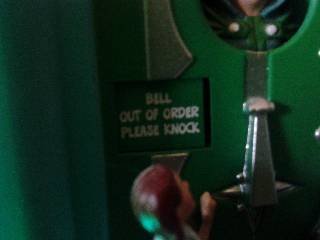 BELL
OUT OF ORDER
PLEASE KNOCK